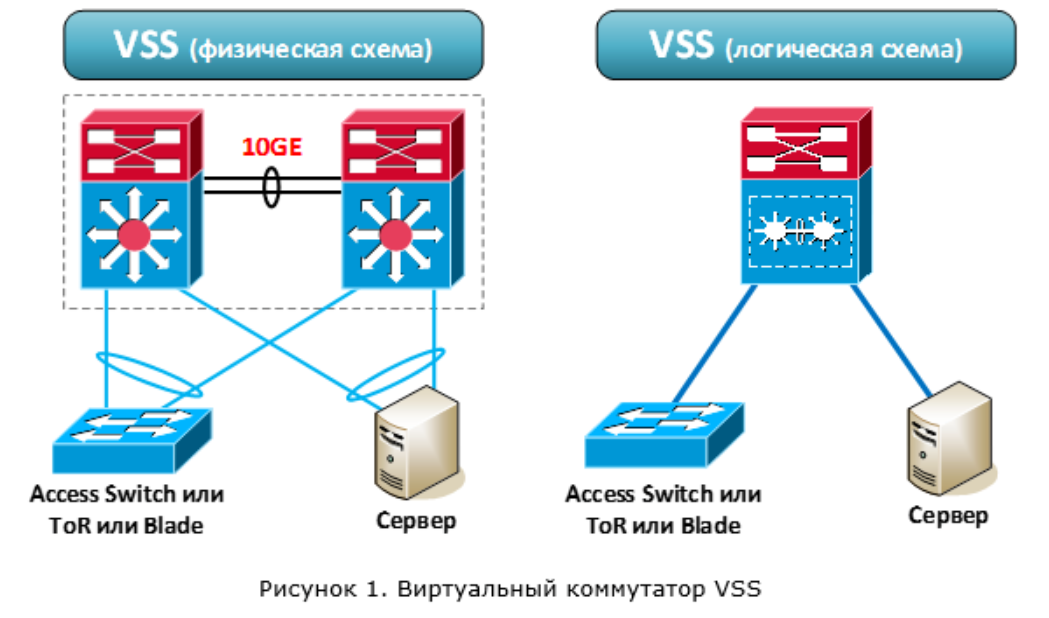 VSS (физическая схема)
VSS (логическая схема)
10GE
Access Switch или
ToR или Blade
Сервер
Access Switch или
ToR или Blade
Сервер
Рисунок 1. Виртуальный коммутатор VSS